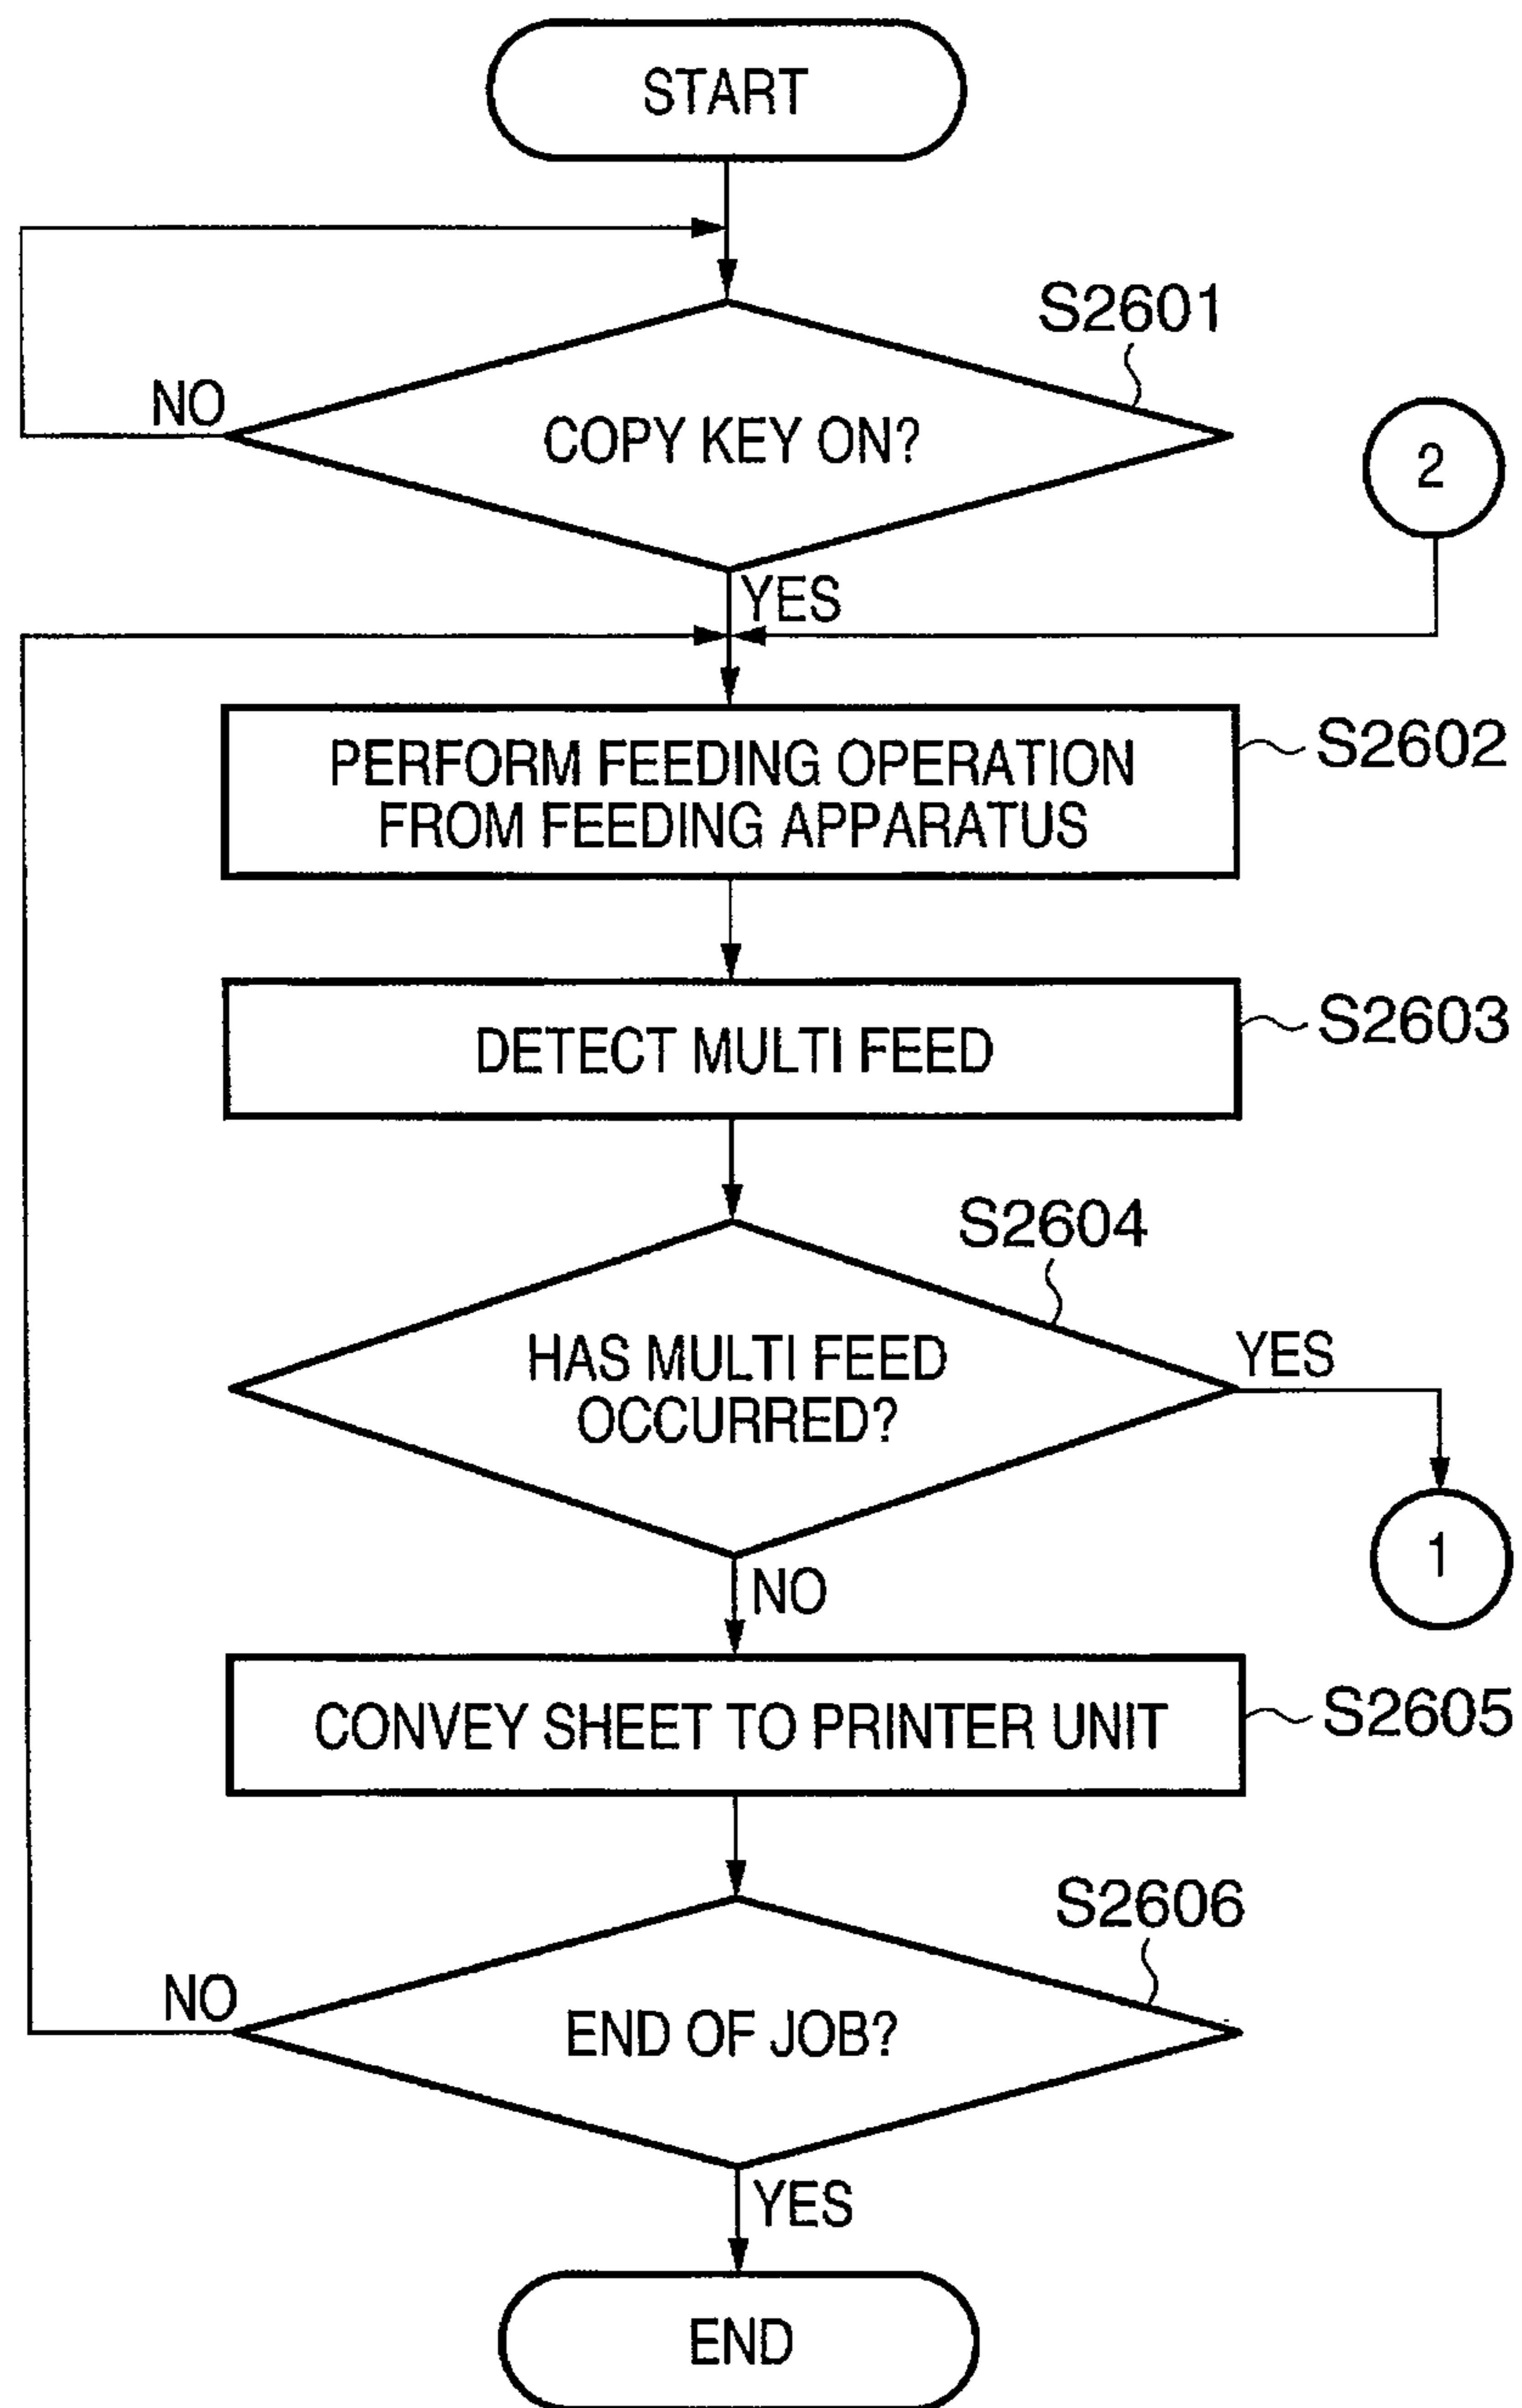 START
S2601
NO
COPY KEY ON?
2
YES
PERFORM FEEDING OPERATION
FROM FEEDING APPARATUS
S2602
DETECT MULTI FEED
S2603
S2604
HAS MULTI FEED
OCCURRED?
YES
1
NO
CONVEY SHEET TO PRINTER UNIT
S2605
S2606
NO
END OF JOB?
YES
END